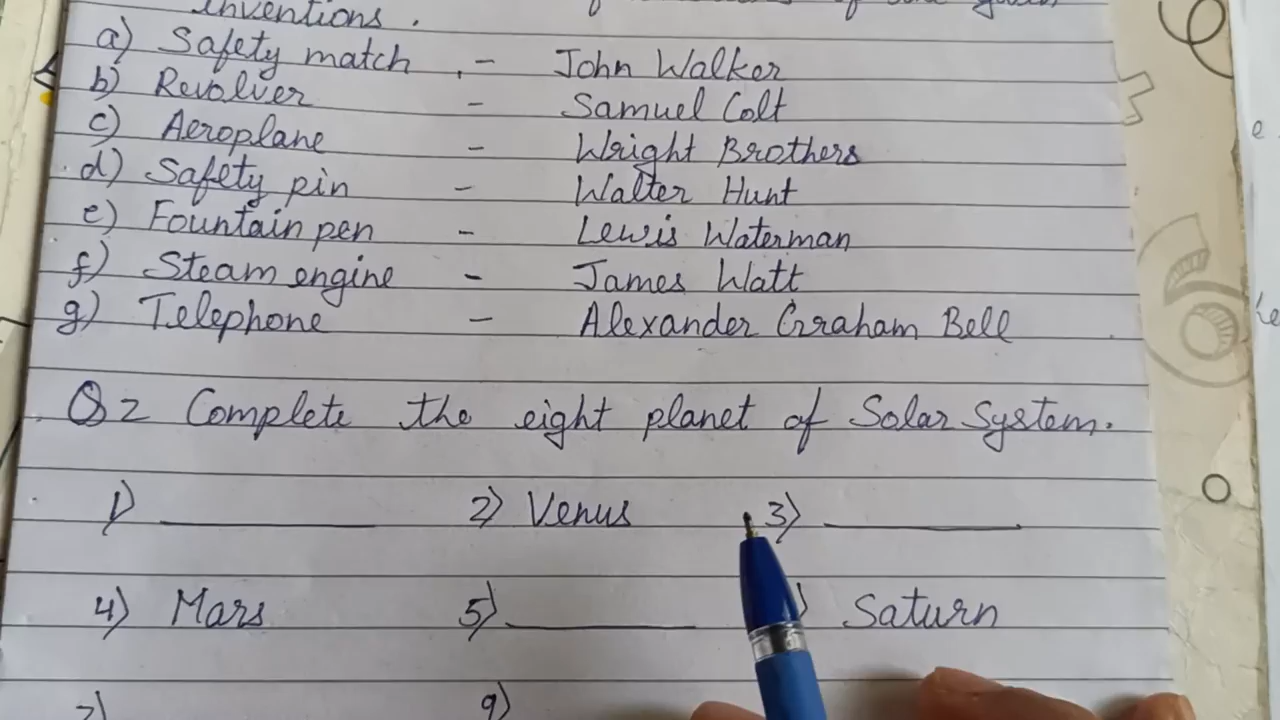 inventions.
a) Safety match - John Walker
b) Revolver - Samuel Colt
c) Aeroplane - Wright Brothers
d) Safety pin - Walter Hunt
e) Fountain pen - Lewis Waterman
f) Steam engine - James Watt
g) Telephone - Alexander Graham Bell
Q2 Complete the eight planet of Solar System.
1) ________ 2) Venus 3) ________
4) Mars 5) ________ ) Saturn
7) 9)